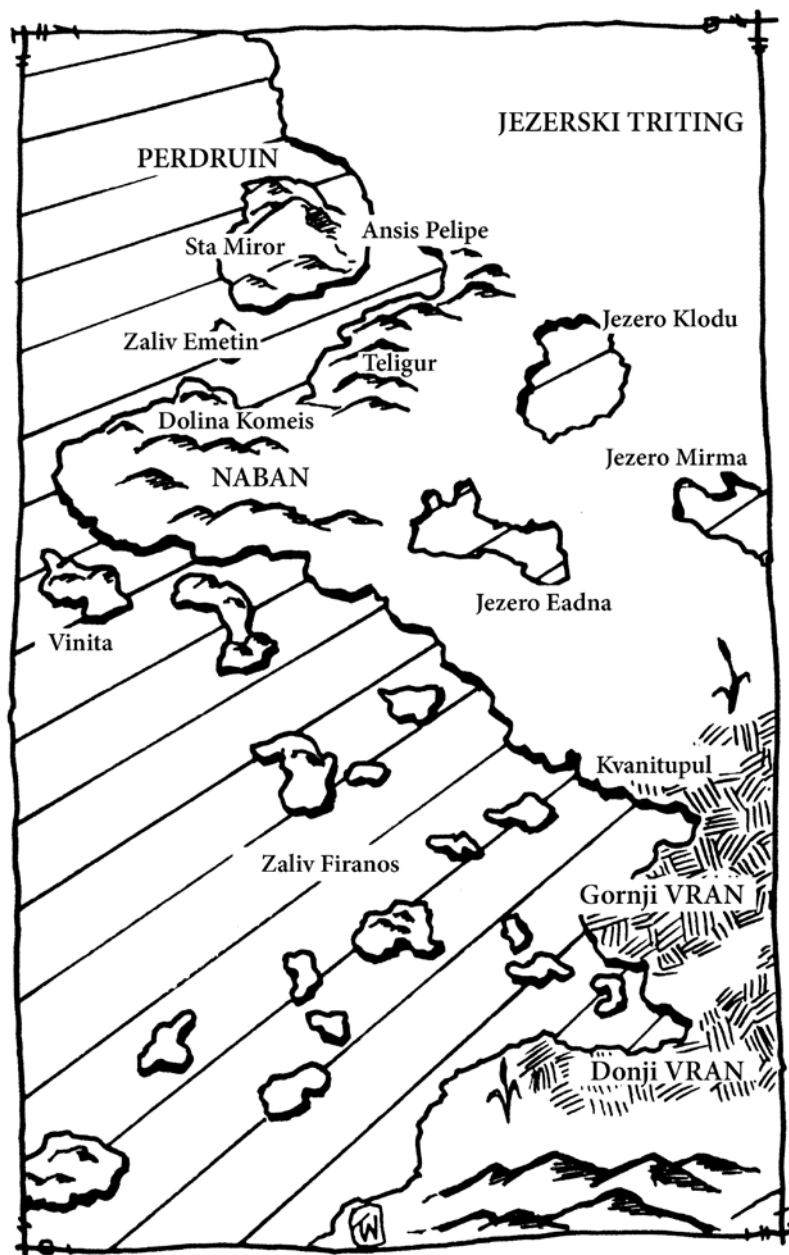 JEZERSKI TRITING
PERDRUIN
Ansis Pelipe
Sta Miror
Jezero Klodu
Zaliv Emetin
Teligur
Dolina Komeis
Jezero Mirma
NABAN
Jezero Eadna
Vinita
Kvanitupul
Zaliv Firanos
Gornji VRAN
Donji VRAN